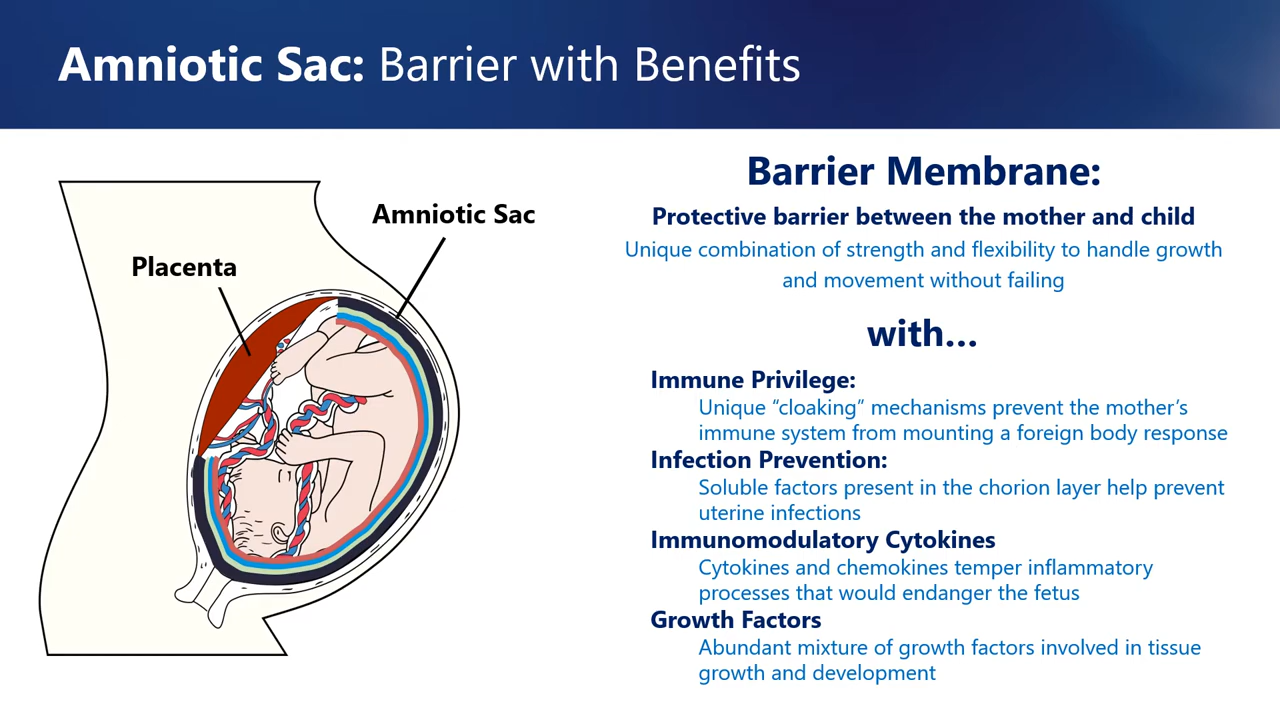 Amniotic Sac: Barrier with Benefits
Amniotic Sac
Placenta
Barrier Membrane:
Protective barrier between the mother and child
Unique combination of strength and flexibility to handle growth
and movement without failing
with...
Immune Privilege:
Unique “cloaking” mechanisms prevent the mother’s
immune system from mounting a foreign body response
Infection Prevention:
Soluble factors present in the chorion layer help prevent
uterine infections
Immunomodulatory Cytokines
Cytokines and chemokines temper inflammatory
processes that would endanger the fetus
Growth Factors
Abundant mixture of growth factors involved in tissue
growth and development